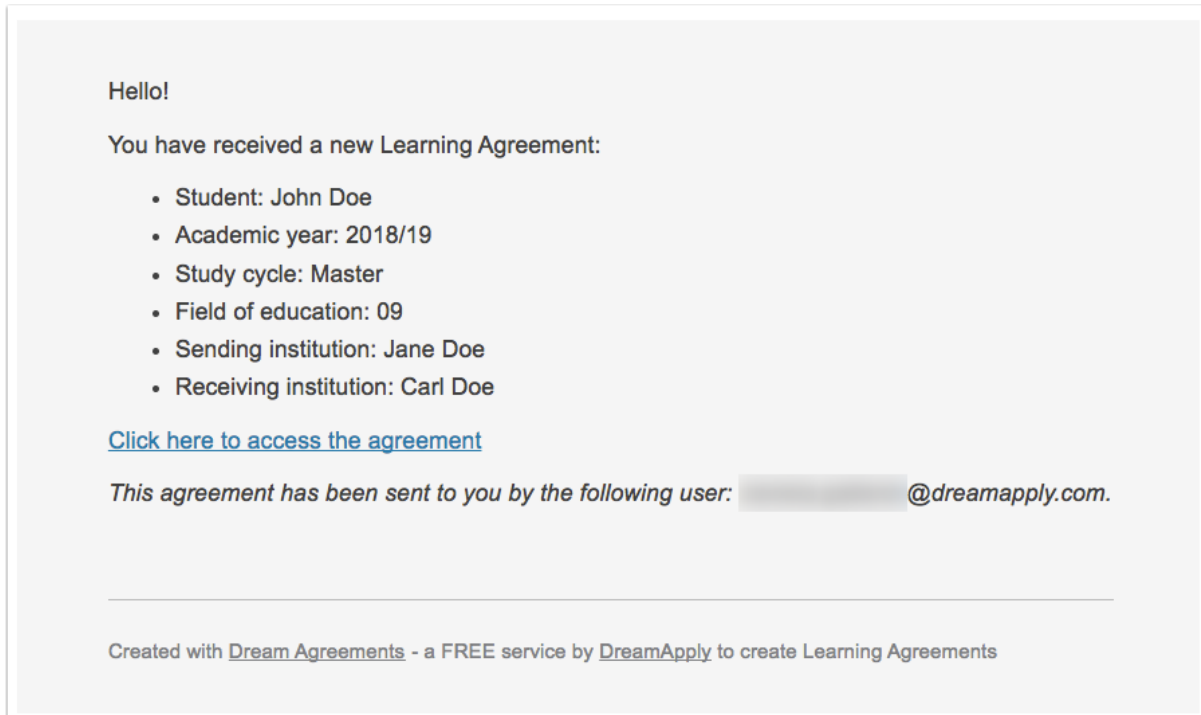 Hello!
You have received a new Learning Agreement:
• Student: John Doe
• Academic year: 2018/19
• Study cycle: Master
• Field of education: 09
• Sending institution: Jane Doe
• Receiving institution: Carl Doe
Click here to access the agreement
This agreement has been sent to you by the following user: @dreamapply.com.
Created with Dream Agreements - a FREE service by DreamApply to create Learning Agreements